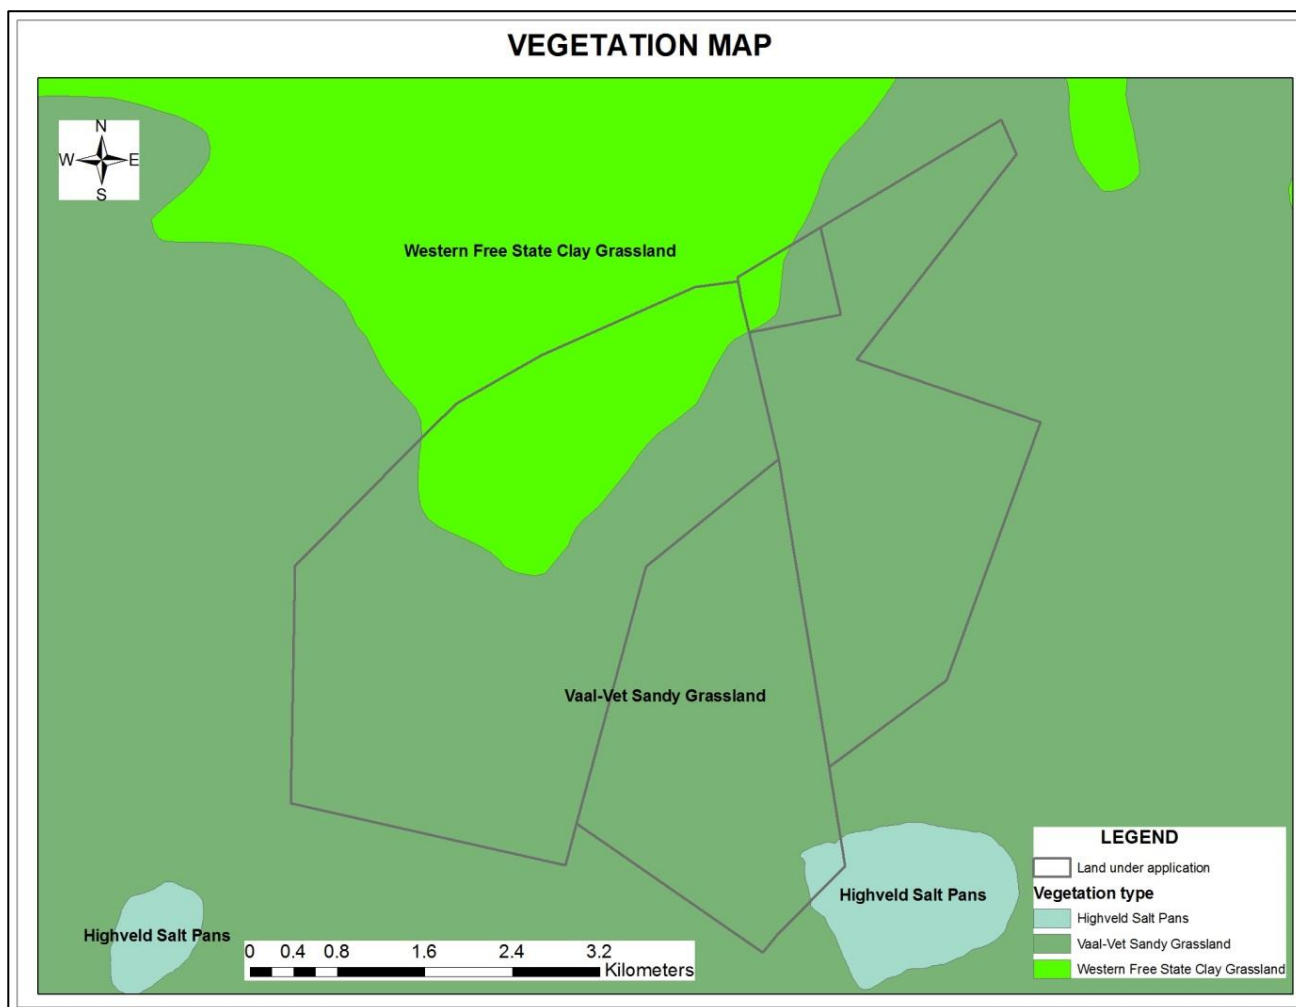 VEGETATION MAP
N
W E
S
Western Free State Clay Grassland
Vaal-Vet Sandy Grassland
Highveld Salt Pans
Highveld Salt Pans
0 0.4 0.8 1.6 2.4 3.2
Kilometers
LEGEND
Land under application
Vegetation type
Highveld Salt Pans
Vaal-Vet Sandy Grassland
Western Free State Clay Grassland